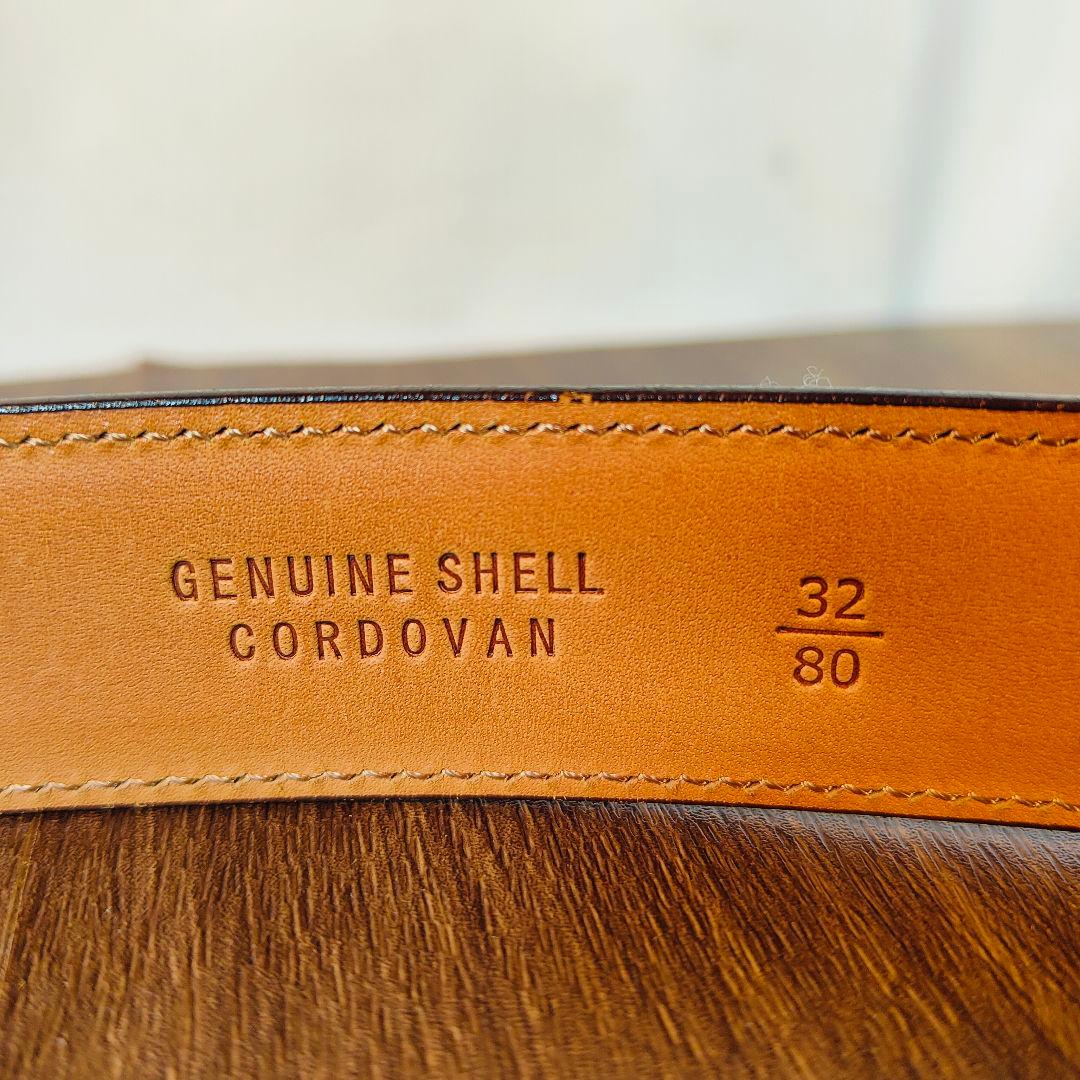 GENUINE SHELL
CORDOVAN
32
80